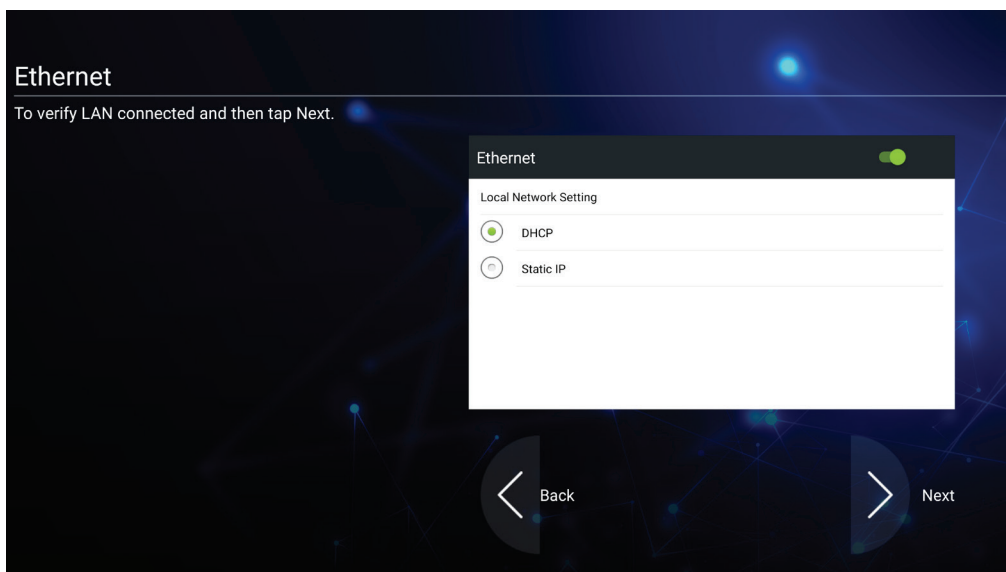 Ethernet
To verify LAN connected and then tap Next.
Ethernet
Local Network Setting
DHCP
Static IP
Back
Next